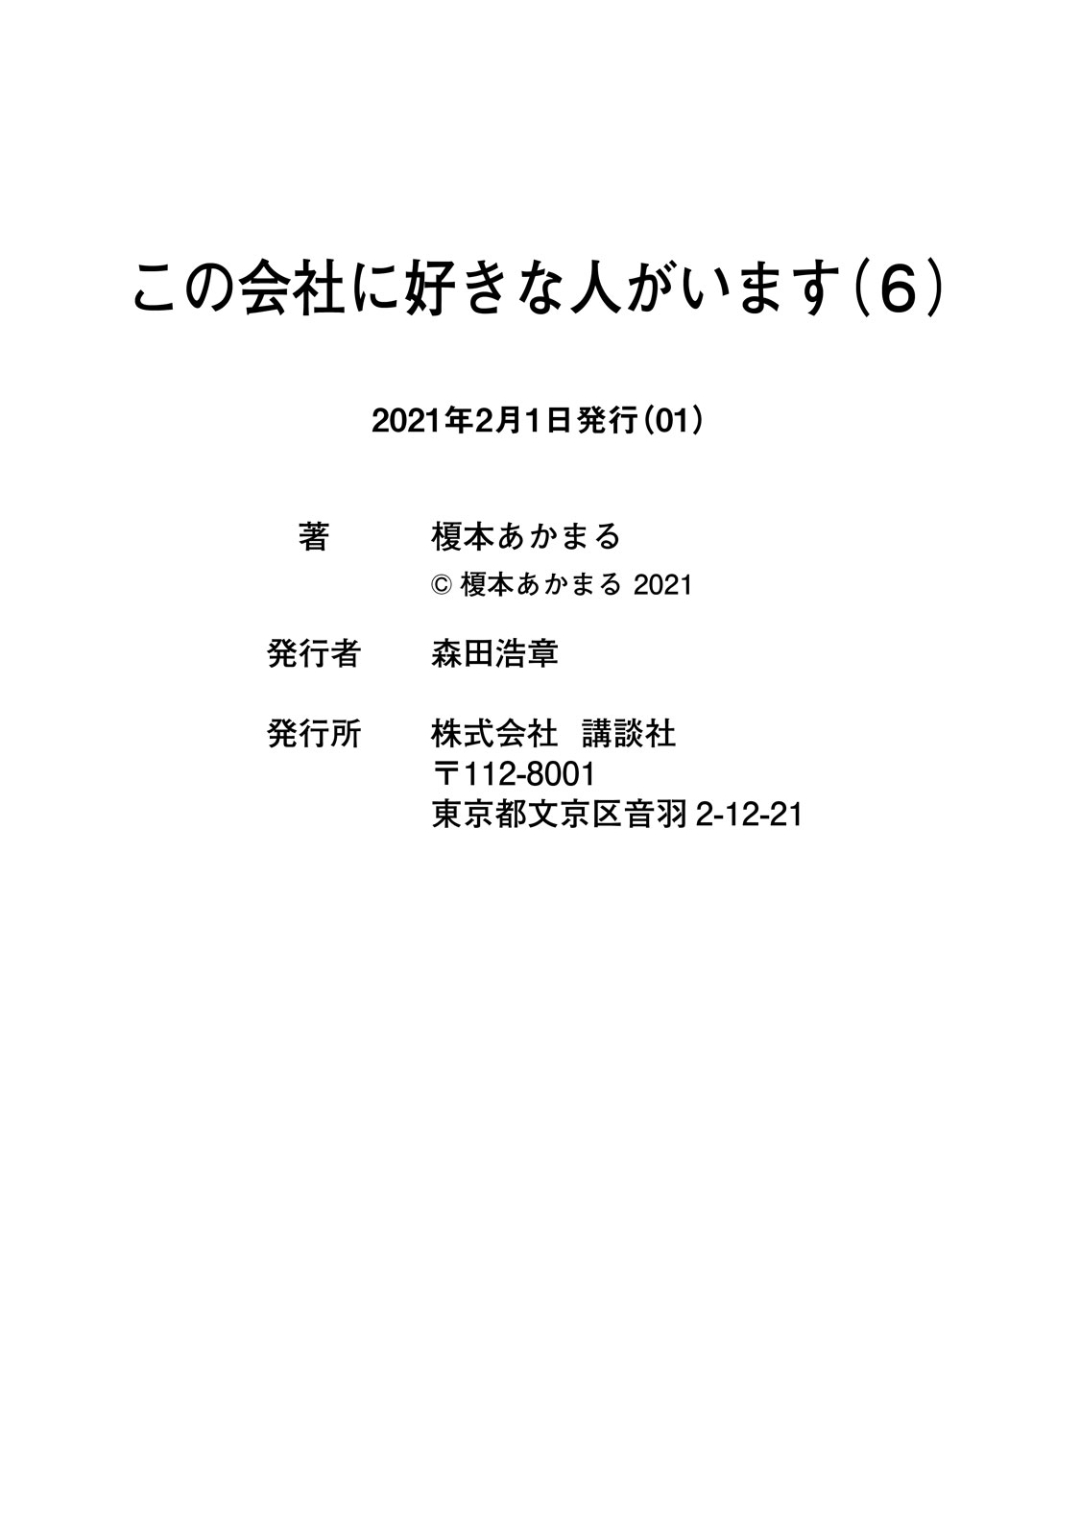 この会社に好きな人がいます(6)
2021年2月1日発行(01)
著 榎本あかまる
© 榎本あかまる 2021
発行者 森田浩章
発行所 株式会社 講談社
〒112-8001
東京都文京区音羽 2-12-21